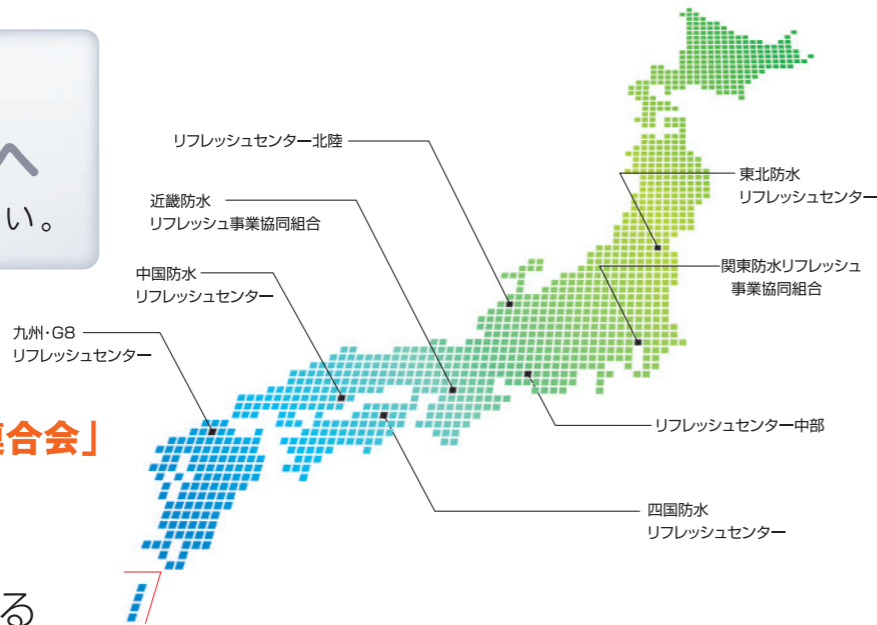 へ
い。
リフレッシュセンター北陸
近畿防水
リフレッシュ事業協同組合
中国防水
リフレッシュセンター
九州・G8
リフレッシュセンター
東北防水
リフレッシュセンター
関東防水リフレッシュ
事業協同組合
リフレッシュセンター中部
四国防水
リフレッシュセンター
連合会」
る